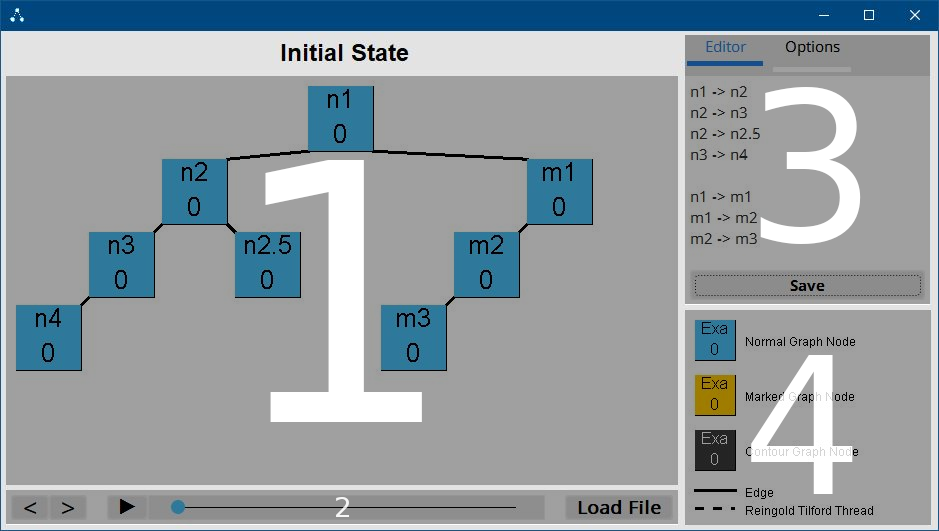 Initial State
n1
0
n2
0
m1
0
n3
0
n2.5
0
m2
0
n4
0
m3
0
1
< > 2 Load File
Editor Options
n1 -> n2
n2 -> n3
n2 -> n2.5
n3 -> n4
n1 -> m1
m1 -> m2
m2 -> m3
3
Save
Exa
0
Normal Graph Node
Exa
0
Marked Graph Node
Exa
0
Contour Graph Node
4
Edge
Reingold Tilford Thread